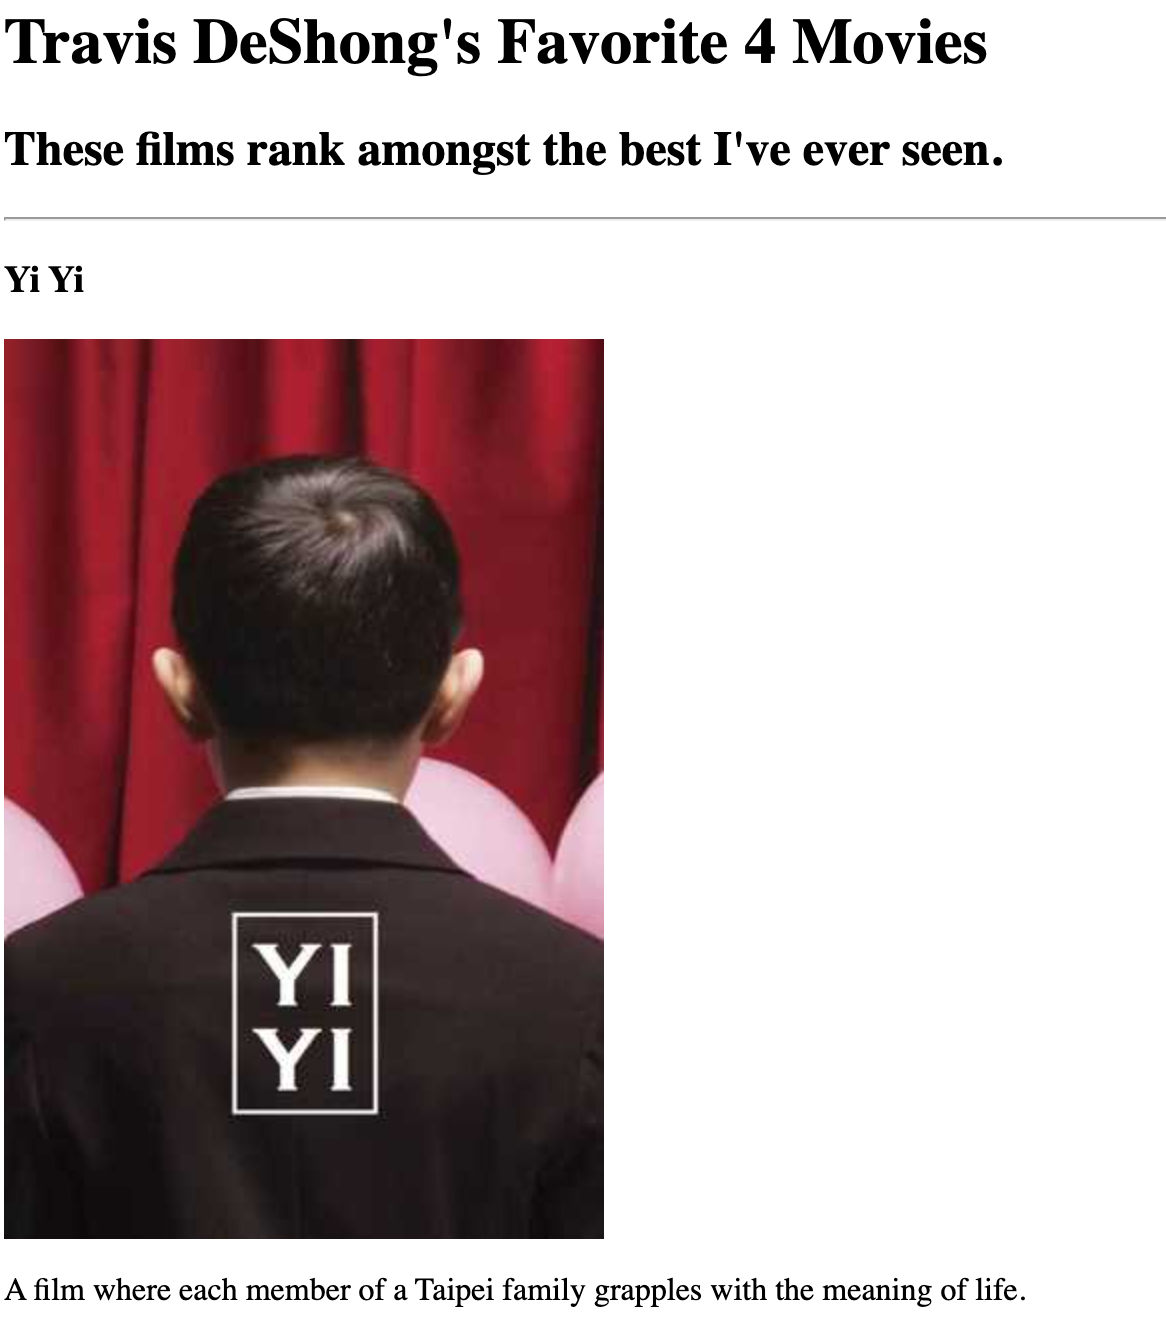 Travis DeShong's Favorite 4 Movies
These films rank amongst the best I've ever seen.
Yi Yi
YI
YI
A film where each member of a Taipei family grapples with the meaning of life.